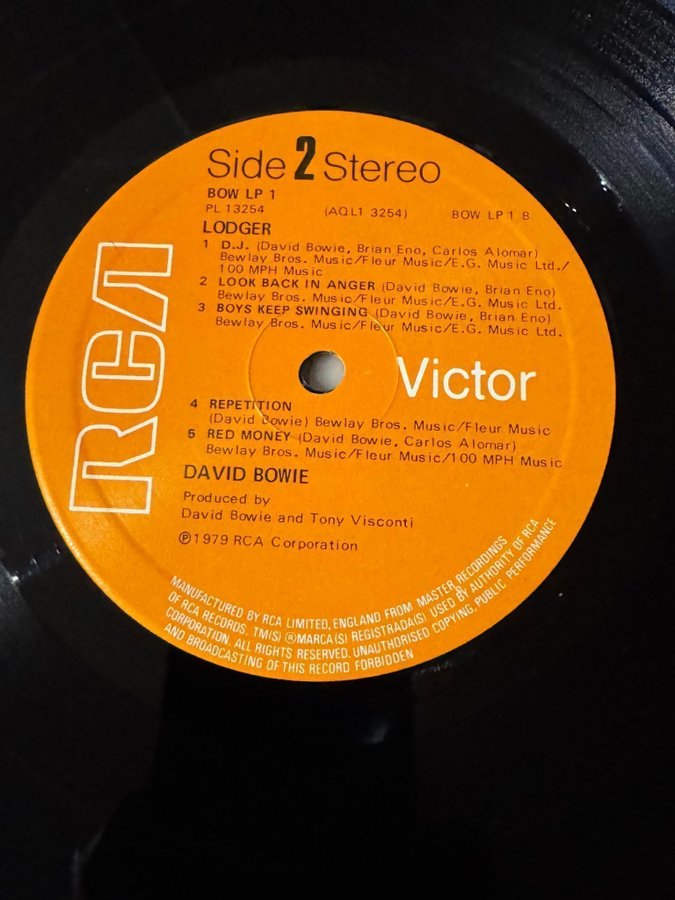 Side 2 Stereo
BOW LP 1
PL 13254 (AQL1 3254) BOW LP 1 B
LODGER
1 D.J. (David Bowie, Brian Eno, Carlos Alomar)
Bewlay Bros. Music/Fleur Music/E.G. Music Ltd./
100 MPH Music
2 LOOK BACK IN ANGER (David Bowie, Brian Eno)
Bewlay Bros. Music/Fleur Music/E.G. Music Ltd.
3 BOYS KEEP SWINGING (David Bowie, Brian Eno)
Bewlay Bros. Music/Fleur Music/E.G. Music Ltd.
RCA Victor
4 REPETITION
(David Bowie) Bewlay Bros. Music/Fleur Music
5 RED MONEY (David Bowie, Carlos Alomar)
Bewlay Bros. Music/Fleur Music/100 MPH Music
DAVID BOWIE
Produced by
David Bowie and Tony Visconti
℗1979 RCA Corporation
MANUFACTURED BY RCA LIMITED, ENGLAND FROM MASTER RECORDINGS
OF RCA RECORDS. TM(S) ®MARCA(S) REGISTRADA(S) USED BY AUTHORITY OF RCA
CORPORATION. ALL RIGHTS RESERVED. UNAUTHORISED COPYING, PUBLIC PERFORMANCE
AND BROADCASTING OF THIS RECORD FORBIDDEN